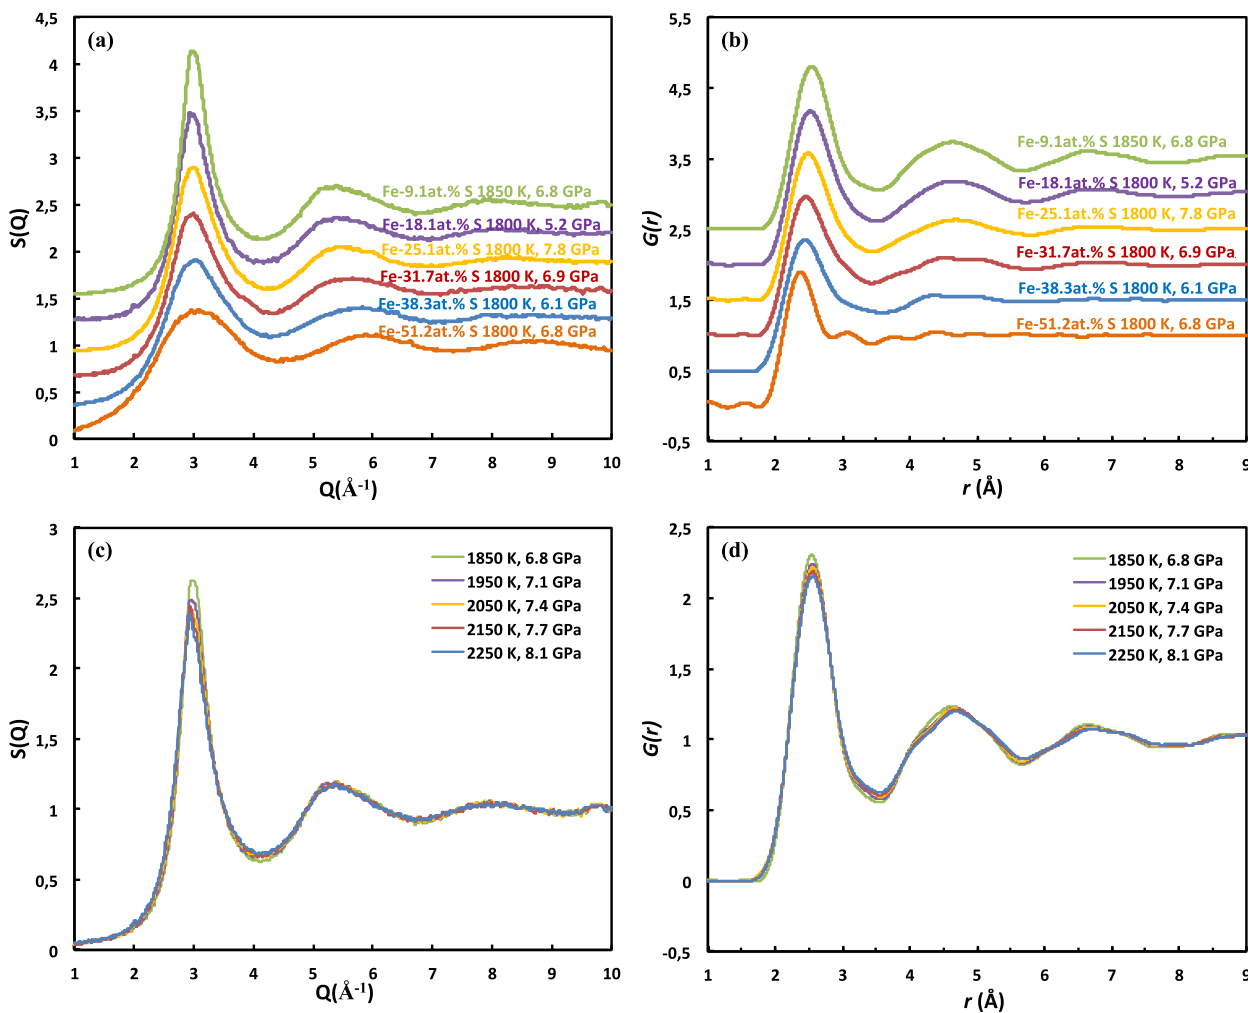 (a)
4,5
4
3,5
3
2,5
2
1,5
1
0,5
0
S(Q)
Fe-9.1at.% S 1850 K, 6.8 GPa
Fe-18.1at.% S 1800 K, 5.2 GPa
Fe-25.1at.% S 1800 K, 7.8 GPa
Fe-31.7at.% S 1800 K, 6.9 GPa
Fe-38.3at.% S 1800 K, 6.1 GPa
Fe-51.2at.% S 1800 K, 6.8 GPa
1 2 3 4 5 6 7 8 9 10
Q(Å-1)
(b)
5,5
4,5
3,5
2,5
1,5
0,5
-0,5
G(r)
Fe-9.1at.% S 1850 K, 6.8 GPa
Fe-18.1at.% S 1800 K, 5.2 GPa
Fe-25.1at.% S 1800 K, 7.8 GPa
Fe-31.7at.% S 1800 K, 6.9 GPa
Fe-38.3at.% S 1800 K, 6.1 GPa
Fe-51.2at.% S 1800 K, 6.8 GPa
1 2 3 4 5 6 7 8 9
r (Å)
(c)
3
2,5
2
1,5
1
0,5
0
S(Q)
1850 K, 6.8 GPa
1950 K, 7.1 GPa
2050 K, 7.4 GPa
2150 K, 7.7 GPa
2250 K, 8.1 GPa
1 2 3 4 5 6 7 8 9 10
Q(Å-1)
(d)
2,5
2
1,5
1
0,5
0
-0,5
G(r)
1850 K, 6.8 GPa
1950 K, 7.1 GPa
2050 K, 7.4 GPa
2150 K, 7.7 GPa
2250 K, 8.1 GPa
1 2 3 4 5 6 7 8 9
r (Å)